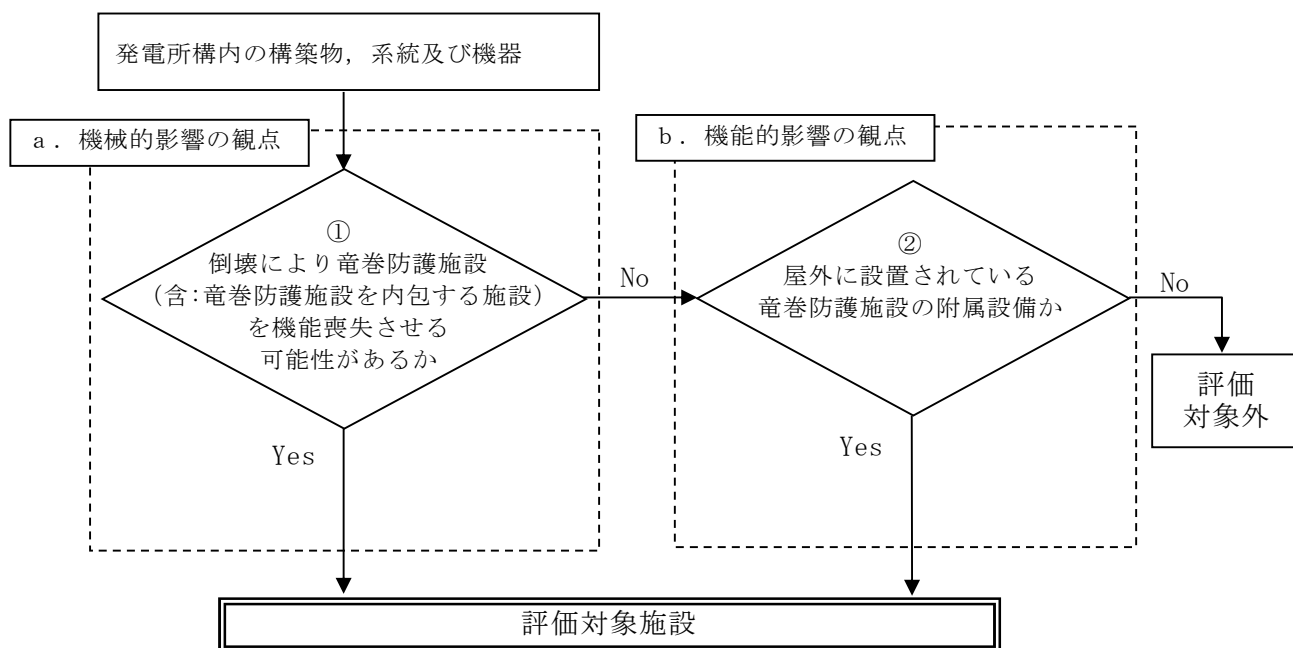 発電所構内の構築物，系統及び機器
a．機械的影響の観点
①
倒壊により竜巻防護施設
（含：竜巻防護施設を内包する施設）
を機能喪失させる
可能性があるか
No
Yes
b．機能的影響の観点
②
屋外に設置されている
竜巻防護施設の附属設備か
No
Yes
評価
対象外
評価対象施設